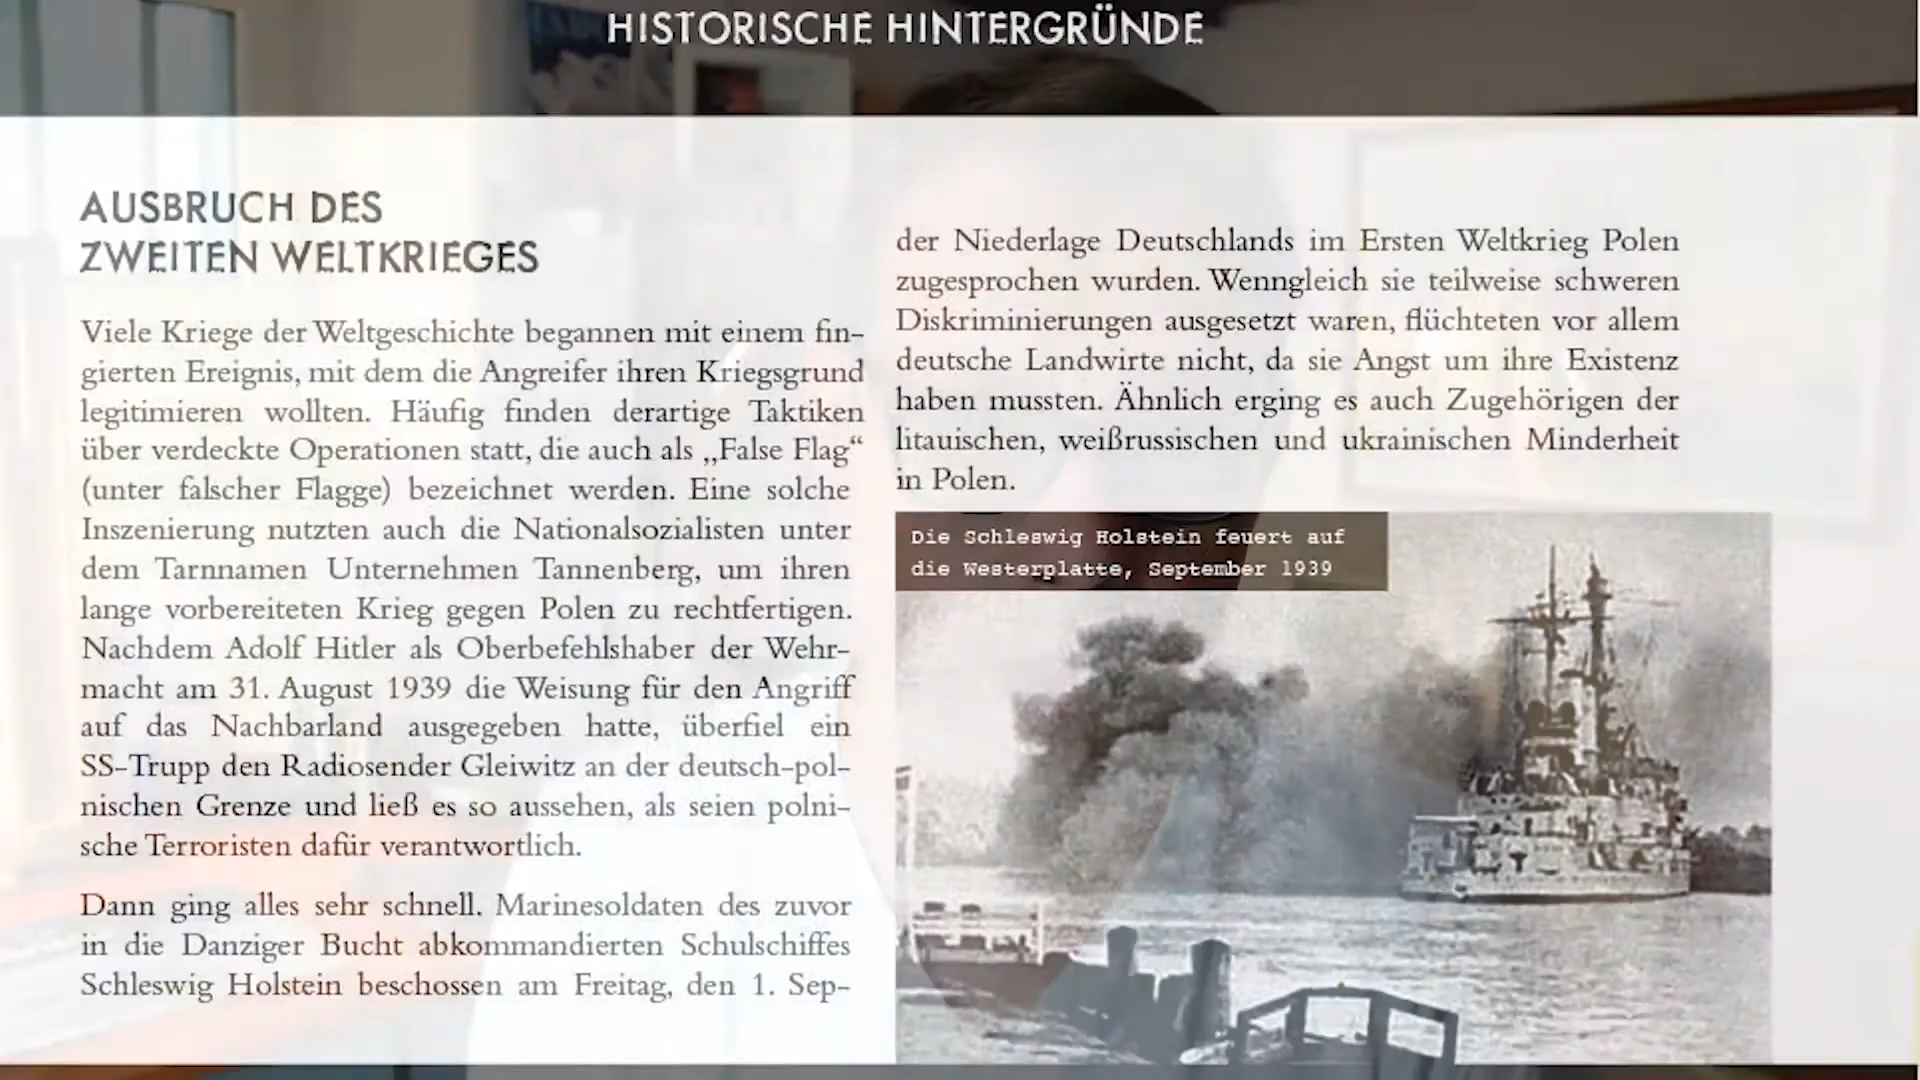 HISTORISCHE HINTERGRÜNDE
AUSBRUCH DES
ZWEITEN WELTKRIEGES
Viele Kriege der Weltgeschichte begannen mit einem fin-
gierten Ereignis, mit dem die Angreifer ihren Kriegsgrund
legitimieren wollten. Häufig finden derartige Taktiken
über verdeckte Operationen statt, die auch als „False Flag“
(unter falscher Flagge) bezeichnet werden. Eine solche
Inszenierung nutzten auch die Nationalsozialisten unter
dem Tarnnamen Unternehmen Tannenberg, um ihren
lange vorbereiteten Krieg gegen Polen zu rechtfertigen.
Nachdem Adolf Hitler als Oberbefehlshaber der Wehr-
macht am 31. August 1939 die Weisung für den Angriff
auf das Nachbarland ausgegeben hatte, überfiel ein
SS-Trupp den Radiosender Gleiwitz an der deutsch-pol-
nischen Grenze und ließ es so aussehen, als seien polni-
sche Terroristen dafür verantwortlich.
Dann ging alles sehr schnell. Marinesoldaten des zuvor
in die Danziger Bucht abkommandierten Schulschiffes
Schleswig Holstein beschossen am Freitag, den 1. Sep-
der Niederlage Deutschlands im Ersten Weltkrieg Polen
zugesprochen wurden. Wenngleich sie teilweise schweren
Diskriminierungen ausgesetzt waren, flüchteten vor allem
deutsche Landwirte nicht, da sie Angst um ihre Existenz
haben mussten. Ähnlich erging es auch Zugehörigen der
litauischen, weißrussischen und ukrainischen Minderheit
in Polen.
Die Schleswig Holstein feuert auf
die Westerplatte, September 1939